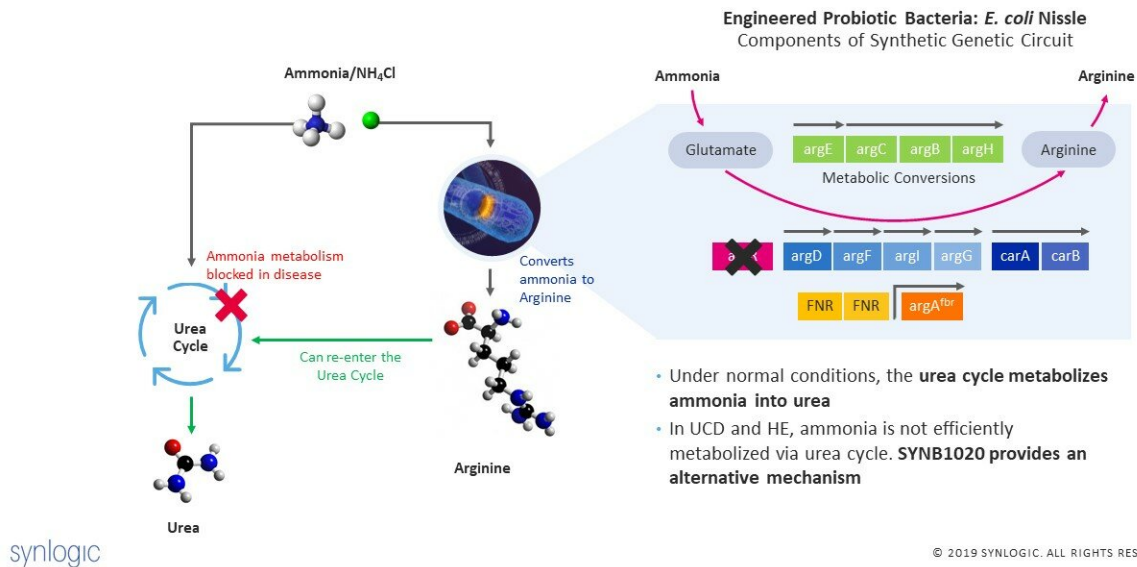 Engineered Probiotic Bacteria: E. coli Nissle
Components of Synthetic Genetic Circuit
Ammonia/NH₄Cl
Ammonia
Arginine
Glutamate
argE argC argB argH
Arginine
Metabolic Conversions
argD argF argI argG carA carB
FNR FNR argAfbr
Ammonia metabolism
blocked in disease
Converts
ammonia to
Arginine
Urea
Cycle
Can re-enter the
Urea Cycle
Arginine
Urea
• Under normal conditions, the urea cycle metabolizes
ammonia into urea
• In UCD and HE, ammonia is not efficiently
metabolized via urea cycle. SYNB1020 provides an
alternative mechanism
synlogic
© 2019 SYNLOGIC. ALL RIGHTS RES